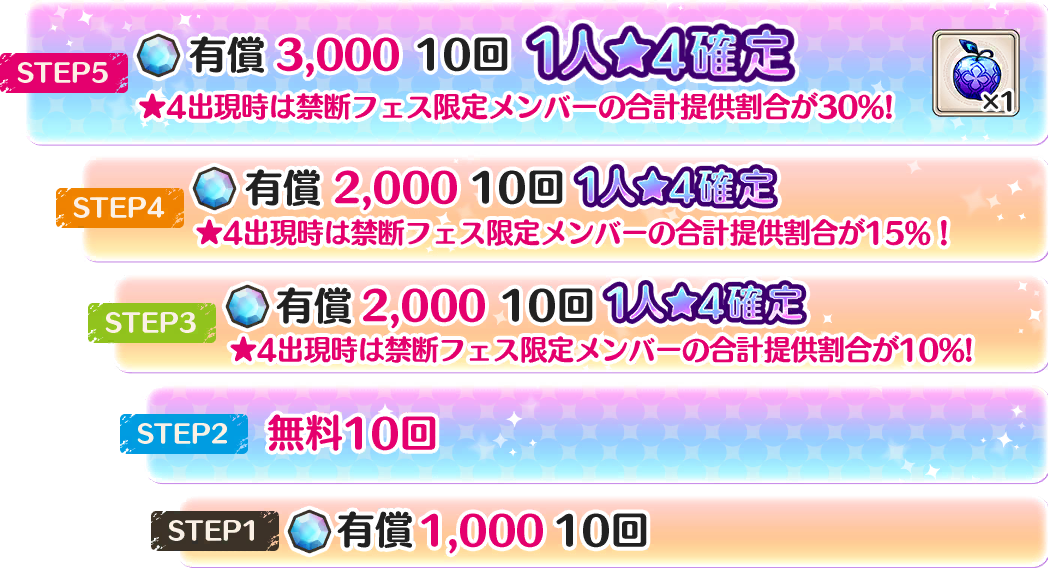 STEP5
有償 3,000 10回 1人★4確定
★4出現時は禁断フェス限定メンバーの合計提供割合が30%!
×1
STEP4
有償 2,000 10回 1人★4確定
★4出現時は禁断フェス限定メンバーの合計提供割合が15%！
STEP3
有償 2,000 10回 1人★4確定
★4出現時は禁断フェス限定メンバーの合計提供割合が10%!
STEP2
無料10回
STEP1
有償 1,000 10回